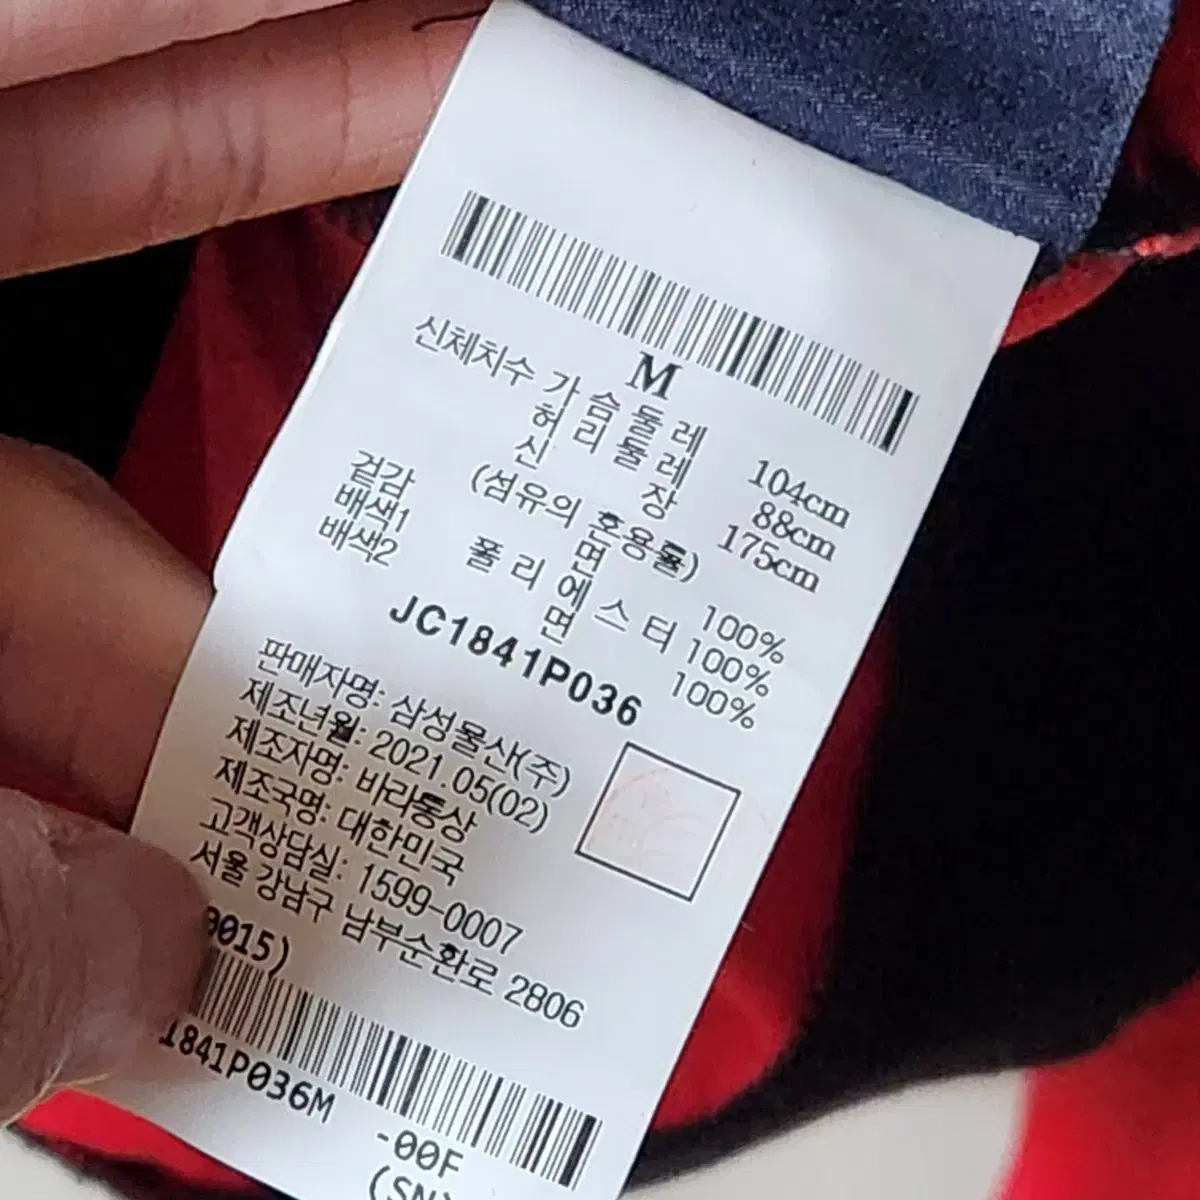 M
신체치수 가슴둘레 104cm
허리둘레 88cm
신장 175cm
(섬유의 혼용률)
겉감 면 100%
배색1 폴리에스터 100%
배색2 면 100%
JC1841P036
판매자명: 삼성물산(주)
제조년월: 2021.05(02)
제조자명: 바라통상
제조국명: 대한민국
고객상담실: 1599-0007
서울 강남구 남부순환로 2806
0015)
1841P036M
-00F
(SN)